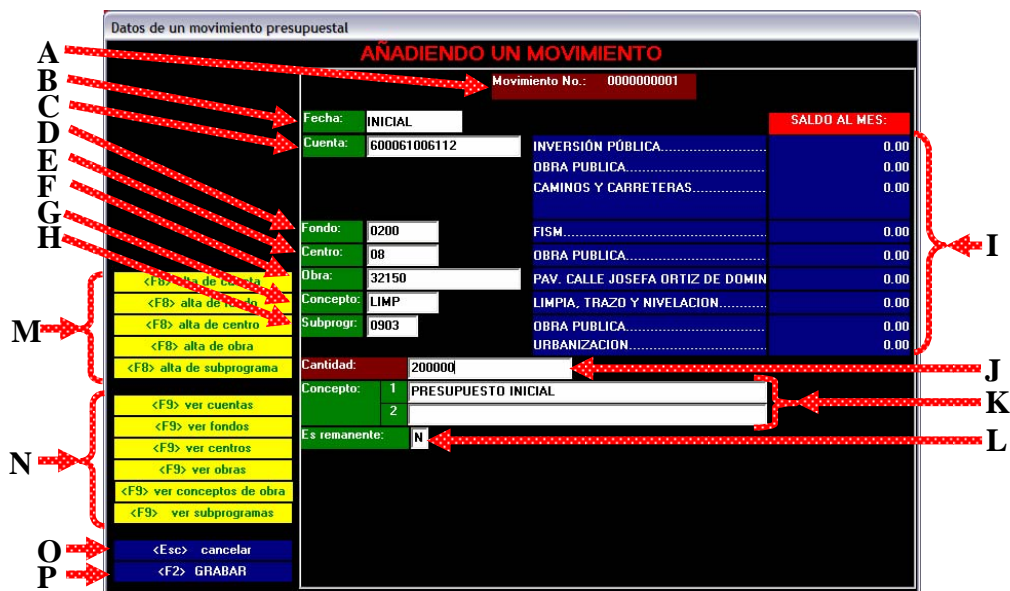 Datos de un movimiento presupuestal
AÑADIENDO UN MOVIMIENTO
A
B
C
D
E
F
G
H
Movimiento No.: 0000000001
Fecha: INICIAL SALDO AL MES:
Cuenta: 600061006112 INVERSIÓN PÚBLICA 0.00
OBRA PUBLICA 0.00
CAMINOS Y CARRETERAS 0.00
Fondo: 0200 FISM 0.00
Centro: 08 OBRA PUBLICA 0.00
Obra: 32150 PAV. CALLE JOSEFA ORTIZ DE DOMIN 0.00
Concepto: LIMP LIMPIA, TRAZO Y NIVELACION 0.00
Subprogr: 0903 OBRA PUBLICA 0.00
URBANIZACION 0.00
I
Cantidad: 200000
J
Concepto: 1 PRESUPUESTO INICIAL
2
K
Es remanente: N
L
M
<F8> alta de cuenta
<F8> alta de fondo
<F8> alta de centro
<F8> alta de obra
<F8> alta de subprograma
N
<F9> ver cuentas
<F9> ver fondos
<F9> ver centros
<F9> ver obras
<F9> ver conceptos de obra
<F9> ver subprogramas
O
<Esc> cancelar
P
<F2> GRABAR